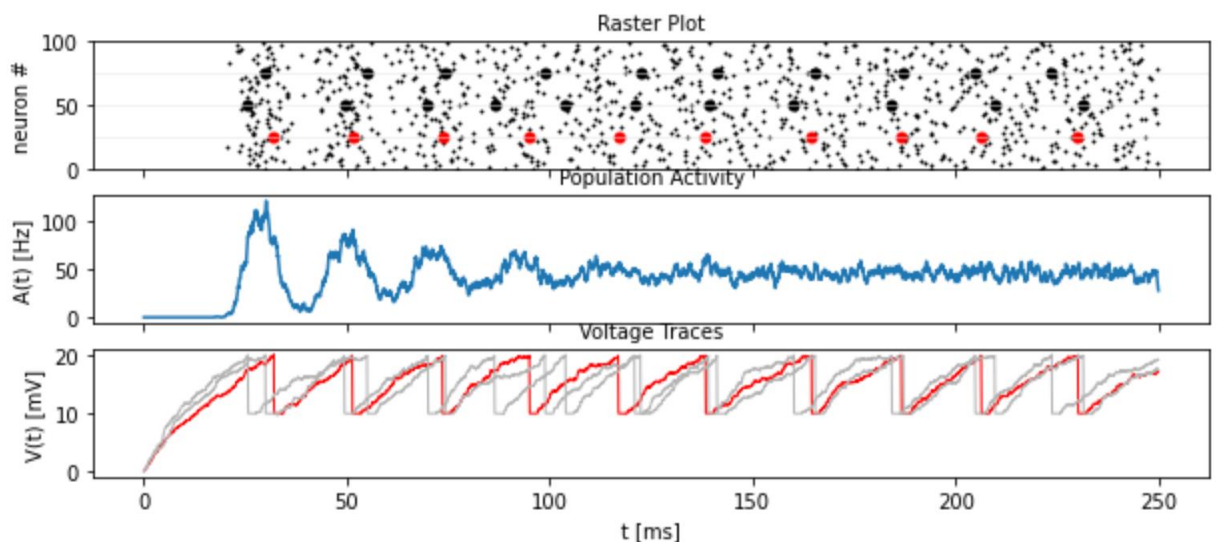 Raster Plot
neuron #
100
50
0
Population Activity
A(t) [Hz]
100
50
0
Voltage Traces
V(t) [mV]
20
10
0
0 50 100 150 200 250
t [ms]